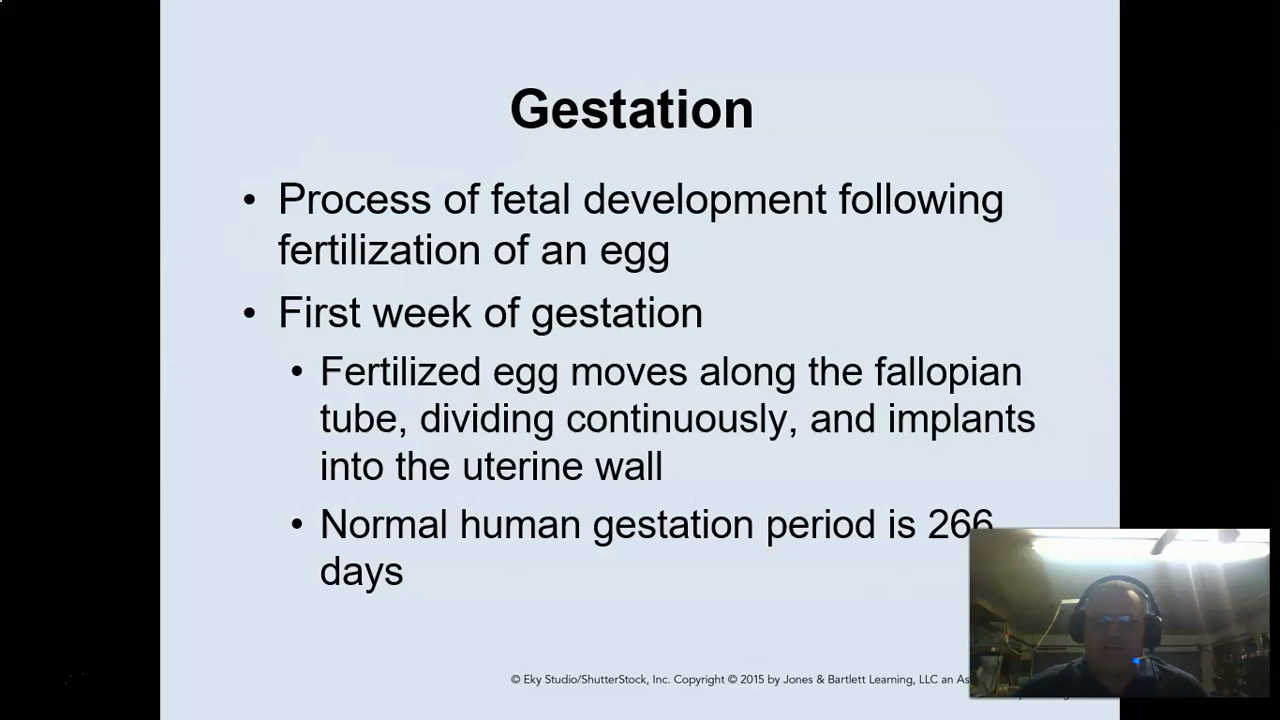 Gestation
• Process of fetal development following
fertilization of an egg
• First week of gestation
• Fertilized egg moves along the fallopian
tube, dividing continuously, and implants
into the uterine wall
• Normal human gestation period is 266
days
© Eky Studio/ShutterStock, Inc. Copyright © 2015 by Jones & Bartlett Learning, LLC an